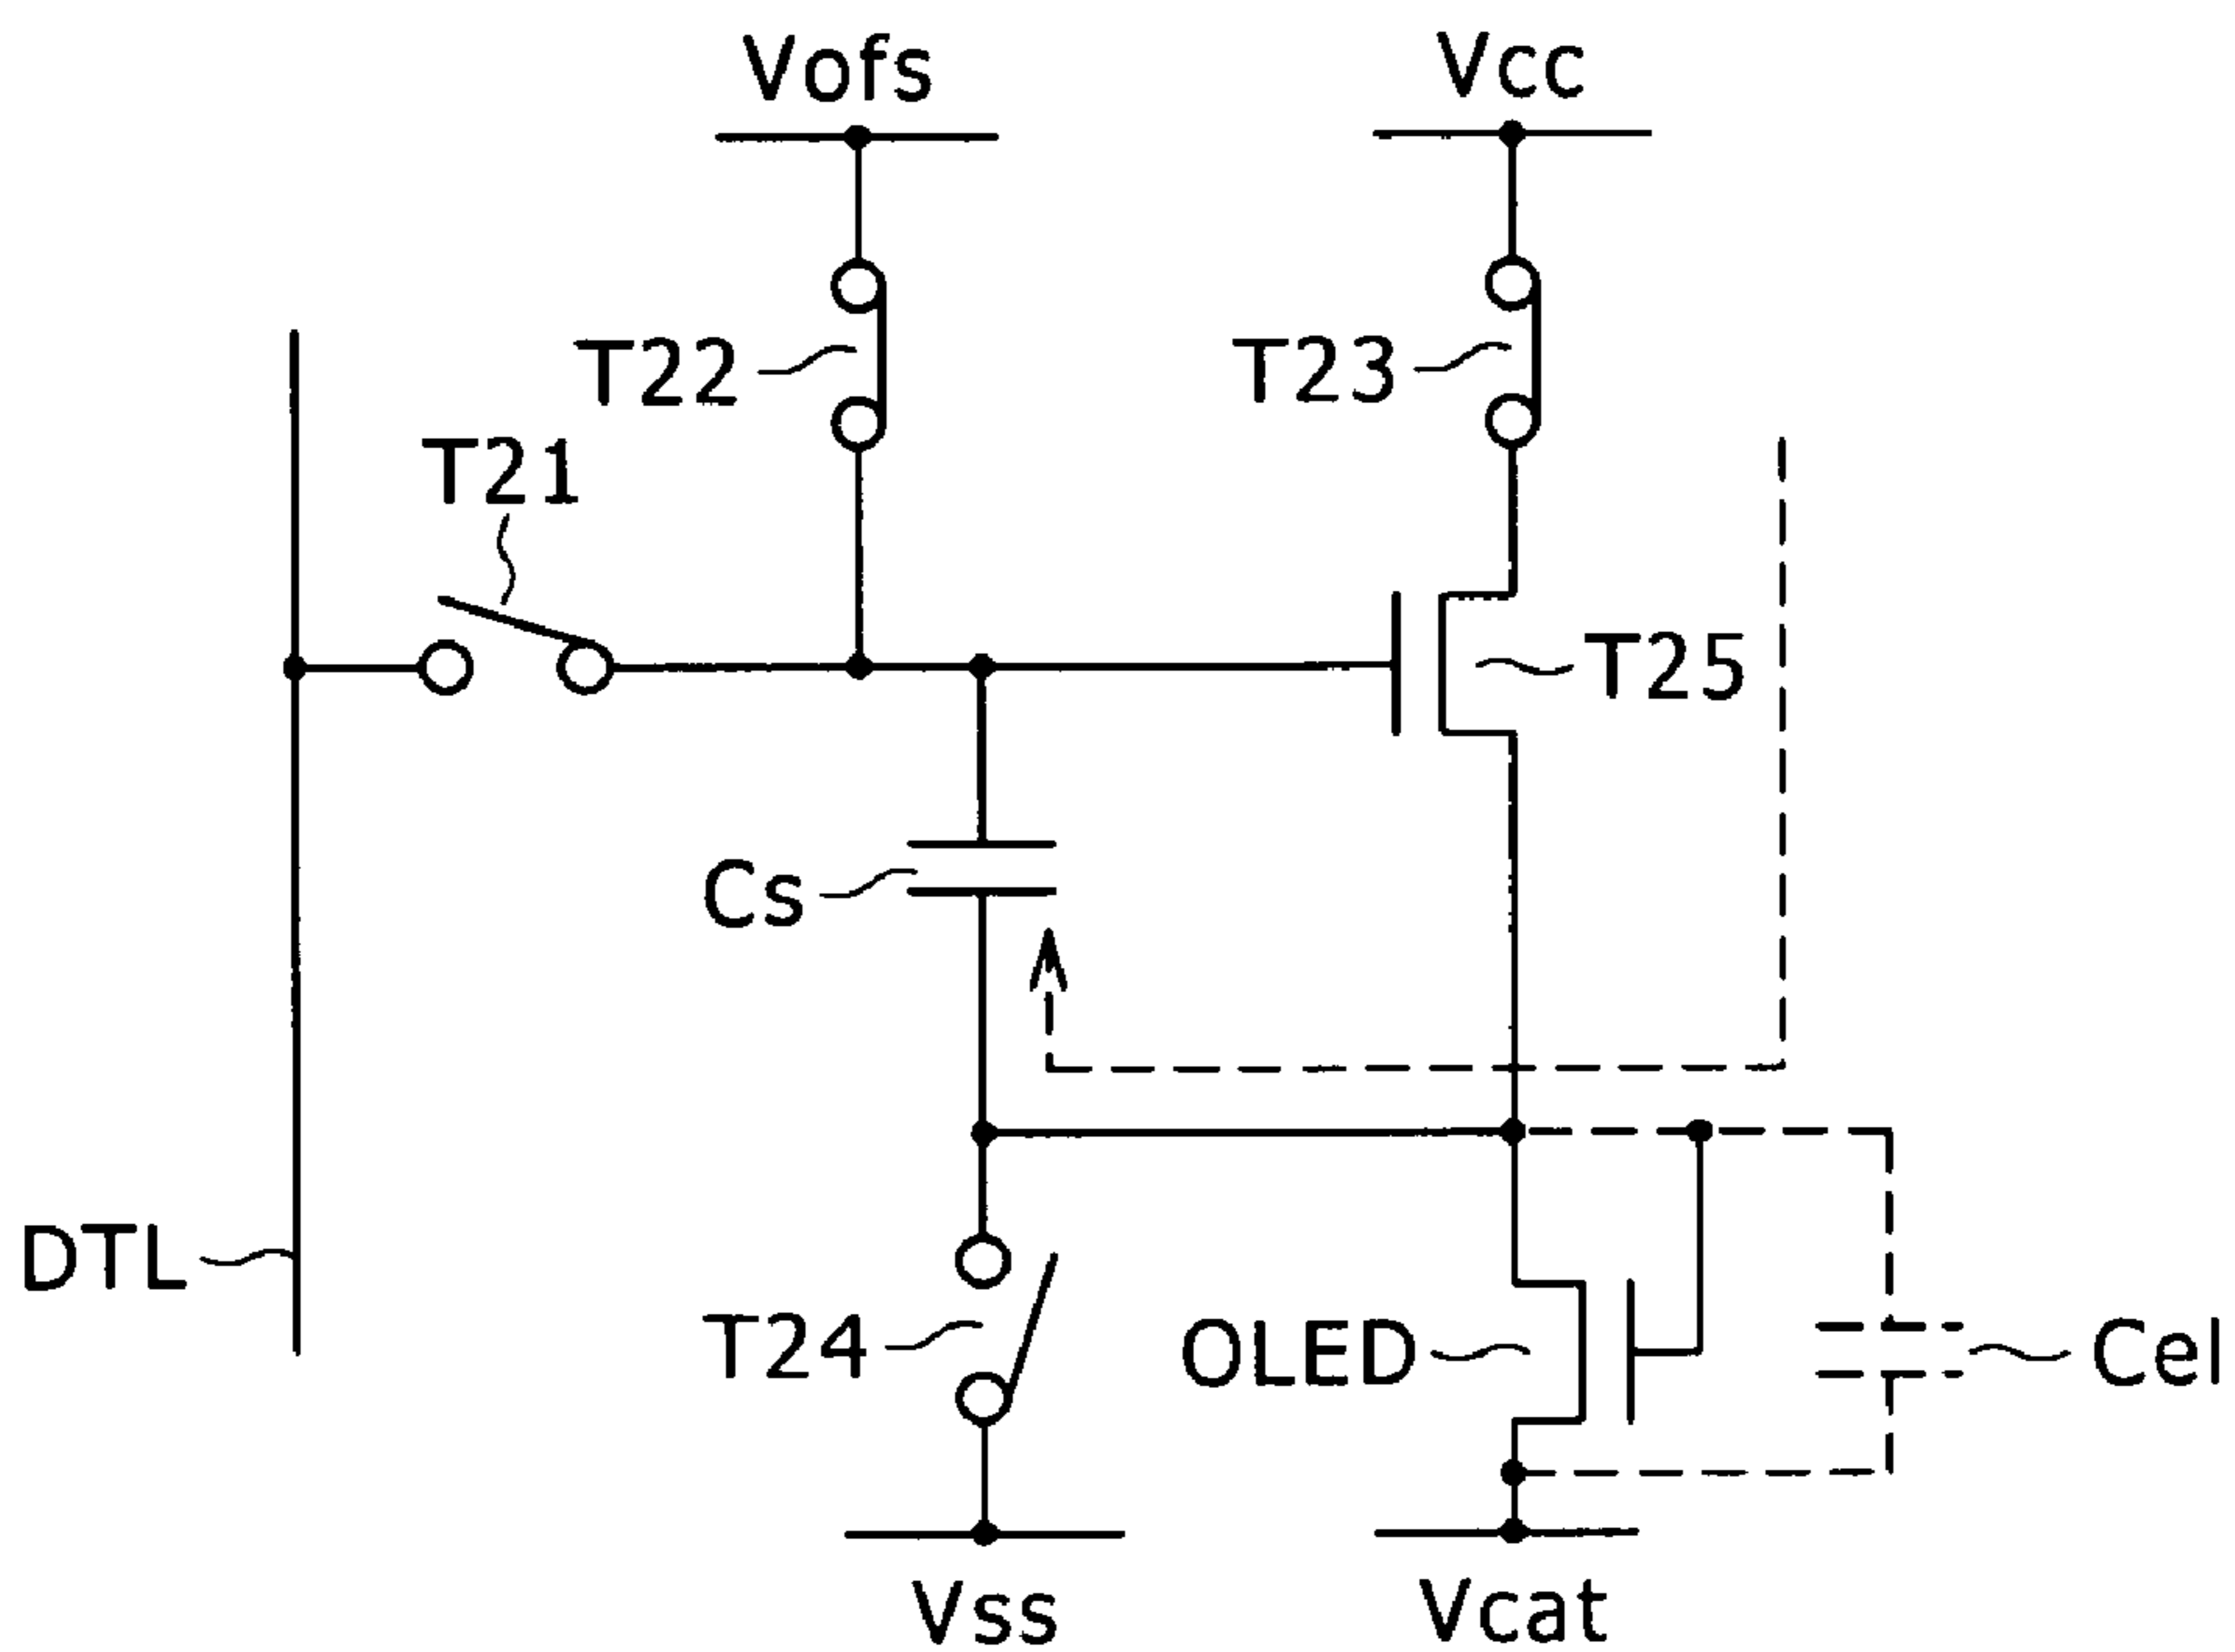 Vofs
Vcc
T22
T23
T21
T25
Cs
DTL
T24
OLED
Cel
Vss
Vcat